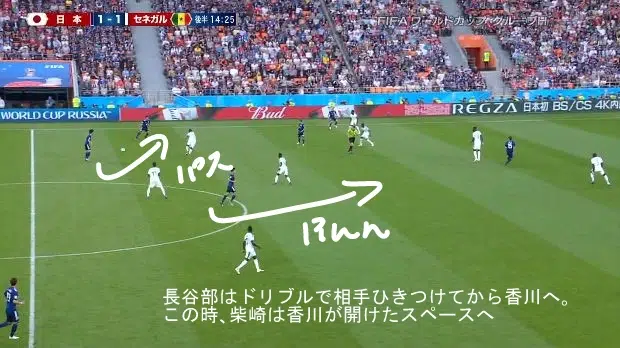 日本 1-1 セネガル 後半 14:25
FIFA ワールドカップ・グループH
WORLD CUP RUSSIA
Bud
REGZA 日本初 BS/CS 4K内
パス
Run
長谷部はドリブルで相手ひきつけてから香川へ。
この時、柴崎は香川が開けたスペースへ